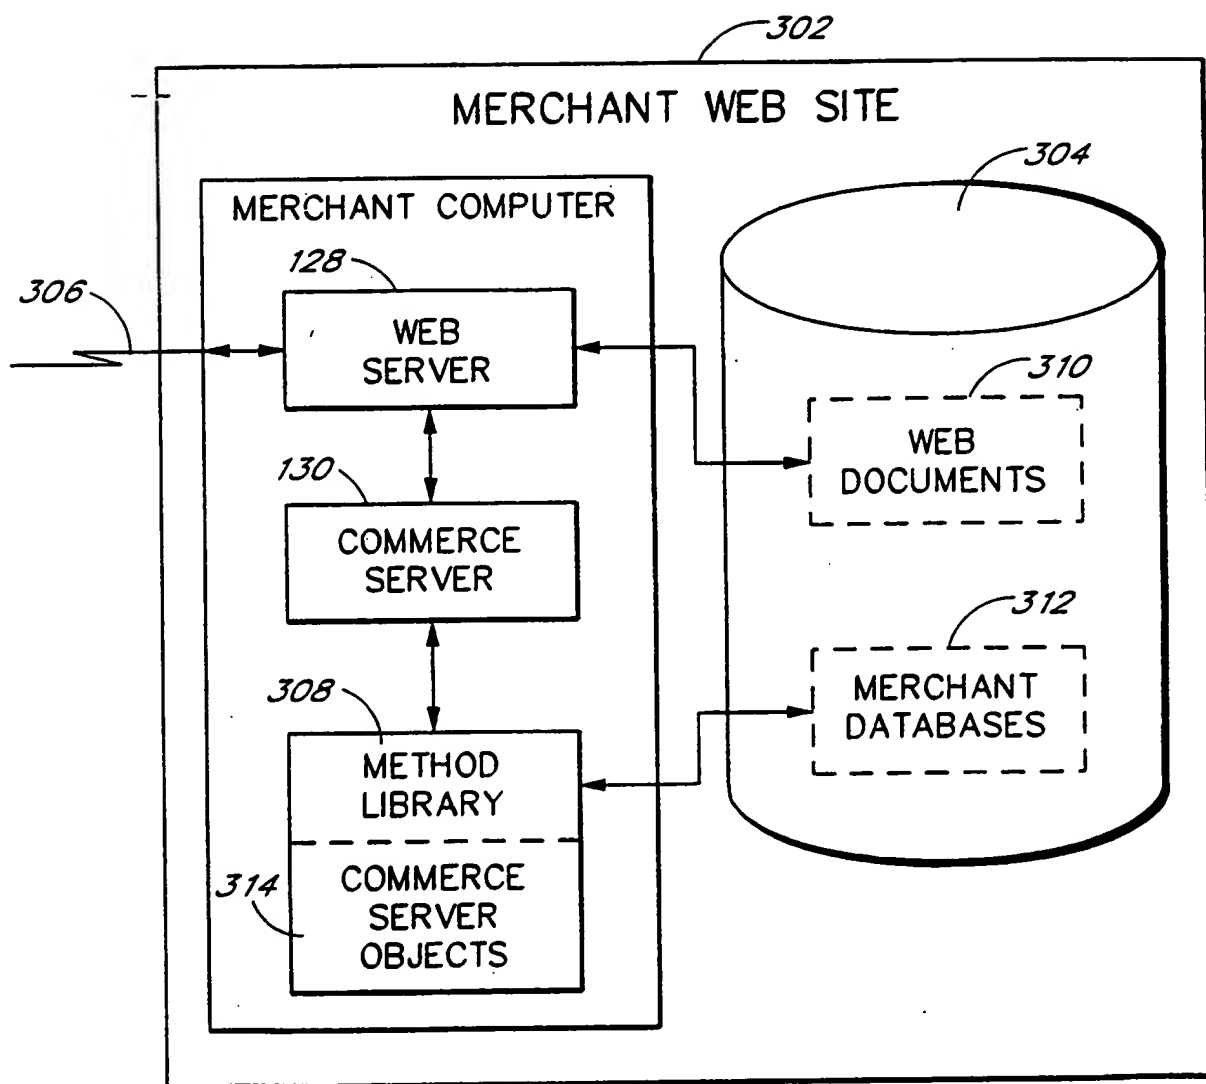 302
MERCHANT WEB SITE
304
MERCHANT COMPUTER
128
306
WEB
SERVER
310
WEB
DOCUMENTS
130
COMMERCE
SERVER
312
MERCHANT
DATABASES
308
METHOD
LIBRARY
314
COMMERCE
SERVER
OBJECTS